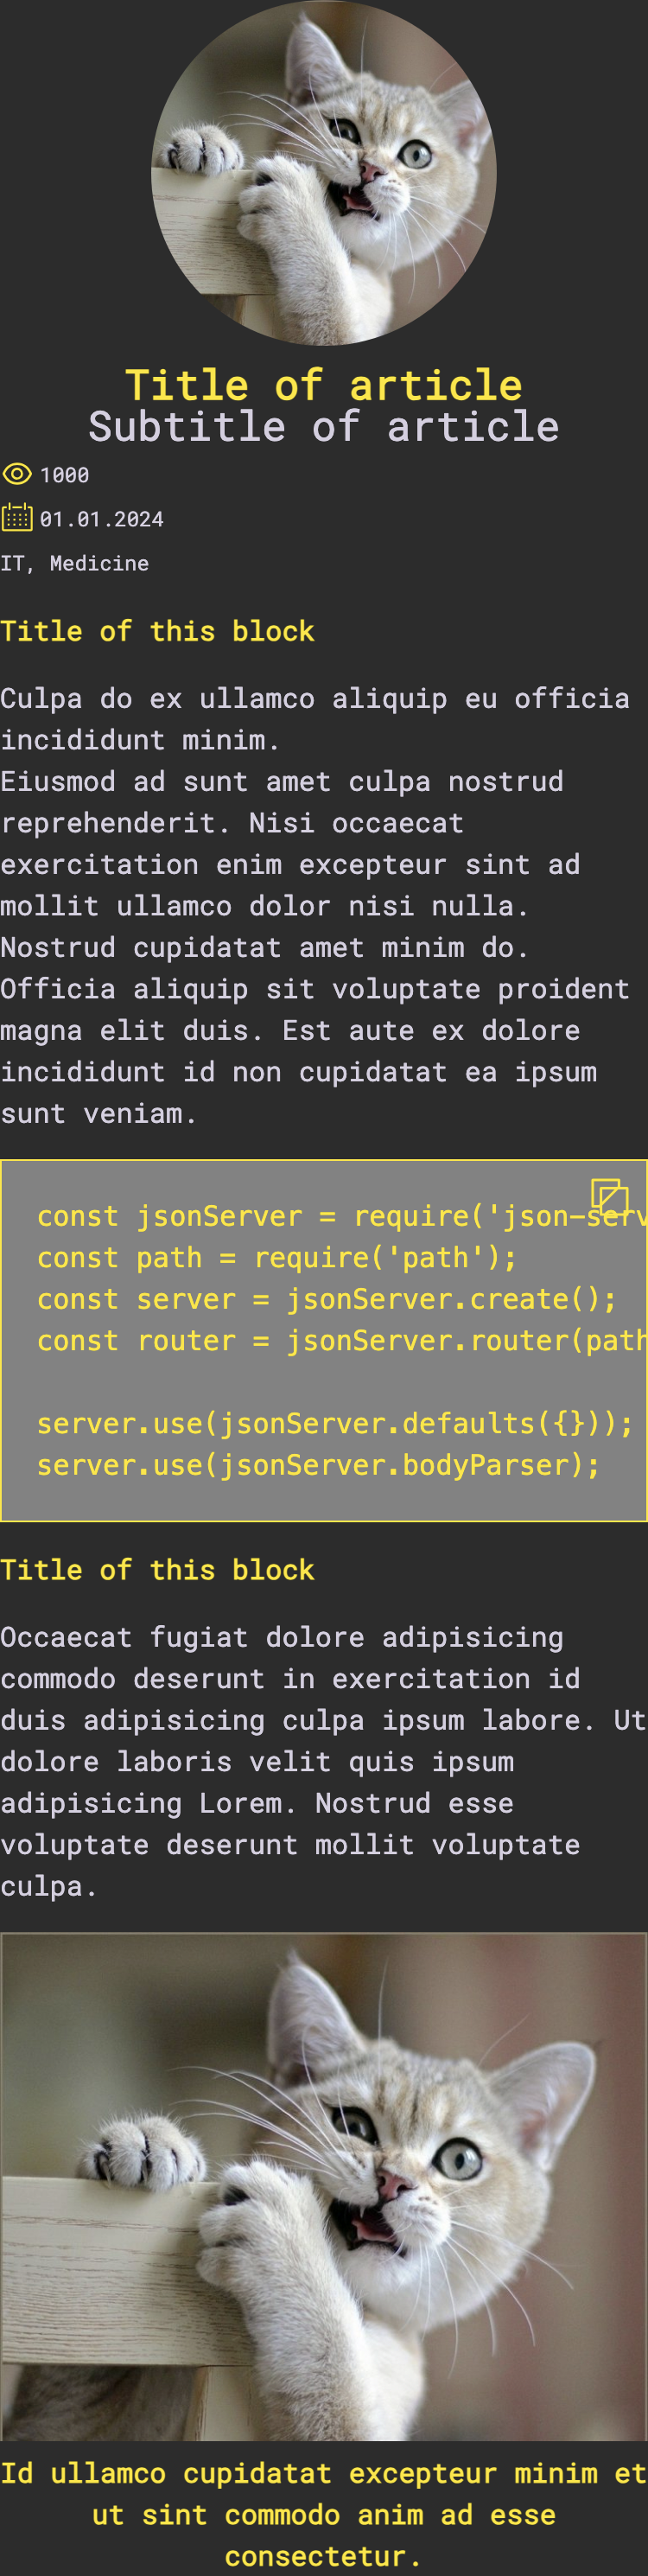 Title of article
Subtitle of article
1000
01.01.2024
IT, Medicine
Title of this block
Culpa do ex ullamco aliquip eu officia
incididunt minim.
Eiusmod ad sunt amet culpa nostrud
reprehenderit. Nisi occaecat
exercitation enim excepteur sint ad
mollit ullamco dolor nisi nulla.
Nostrud cupidatat amet minim do.
Officia aliquip sit voluptate proident
magna elit duis. Est aute ex dolore
incididunt id non cupidatat ea ipsum
sunt veniam.
const jsonServer = require('json-serv
const path = require('path');
const server = jsonServer.create();
const router = jsonServer.router(path
server.use(jsonServer.defaults({}));
server.use(jsonServer.bodyParser);
Title of this block
Occaecat fugiat dolore adipisicing
commodo deserunt in exercitation id
duis adipisicing culpa ipsum labore. Ut
dolore laboris velit quis ipsum
adipisicing Lorem. Nostrud esse
voluptate deserunt mollit voluptate
culpa.
Id ullamco cupidatat excepteur minim et
ut sint commodo anim ad esse
consectetur.